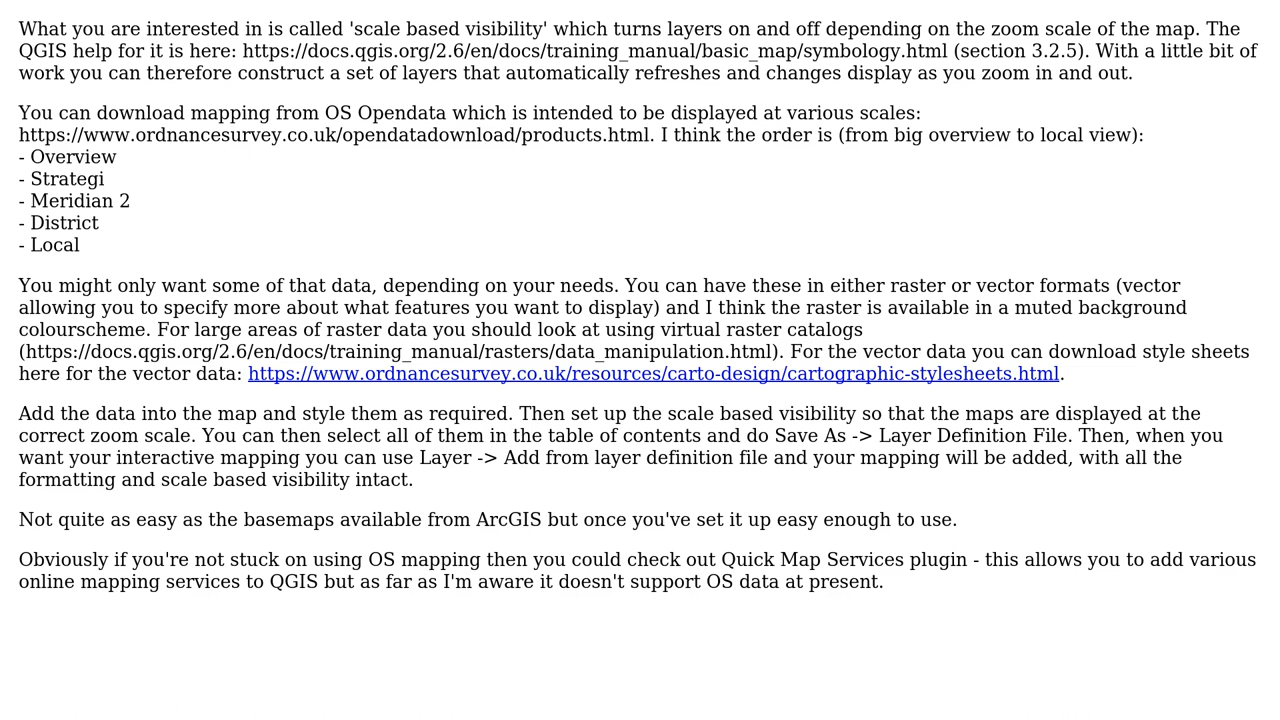 What you are interested in is called 'scale based visibility' which turns layers on and off depending on the zoom scale of the map. The
QGIS help for it is here: https://docs.qgis.org/2.6/en/docs/training_manual/basic_map/symbology.html (section 3.2.5). With a little bit of
work you can therefore construct a set of layers that automatically refreshes and changes display as you zoom in and out.
You can download mapping from OS Opendata which is intended to be displayed at various scales:
https://www.ordnancesurvey.co.uk/opendatadownload/products.html. I think the order is (from big overview to local view):
- Overview
- Strategi
- Meridian 2
- District
- Local
You might only want some of that data, depending on your needs. You can have these in either raster or vector formats (vector
allowing you to specify more about what features you want to display) and I think the raster is available in a muted background
colourscheme. For large areas of raster data you should look at using virtual raster catalogs
(https://docs.qgis.org/2.6/en/docs/training_manual/rasters/data_manipulation.html). For the vector data you can download style sheets
here for the vector data: https://www.ordnancesurvey.co.uk/resources/carto-design/cartographic-stylesheets.html.
Add the data into the map and style them as required. Then set up the scale based visibility so that the maps are displayed at the
correct zoom scale. You can then select all of them in the table of contents and do Save As -> Layer Definition File. Then, when you
want your interactive mapping you can use Layer -> Add from layer definition file and your mapping will be added, with all the
formatting and scale based visibility intact.
Not quite as easy as the basemaps available from ArcGIS but once you've set it up easy enough to use.
Obviously if you're not stuck on using OS mapping then you could check out Quick Map Services plugin - this allows you to add various
online mapping services to QGIS but as far as I'm aware it doesn't support OS data at present.